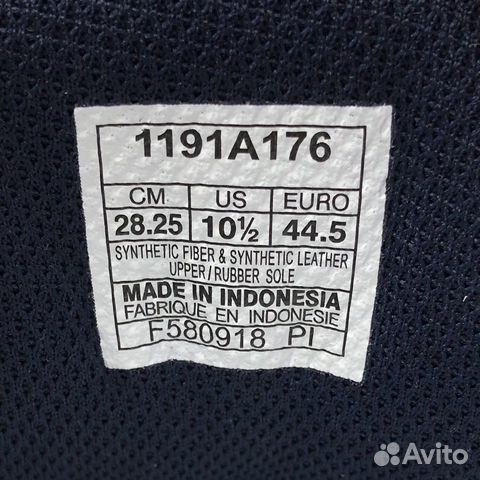 1191A176
CM US EURO
28.25 10½ 44.5
SYNTHETIC FIBER & SYNTHETIC LEATHER
UPPER / RUBBER SOLE
MADE IN INDONESIA
FABRIQUE EN INDONESIE
F580918 PI
Avito